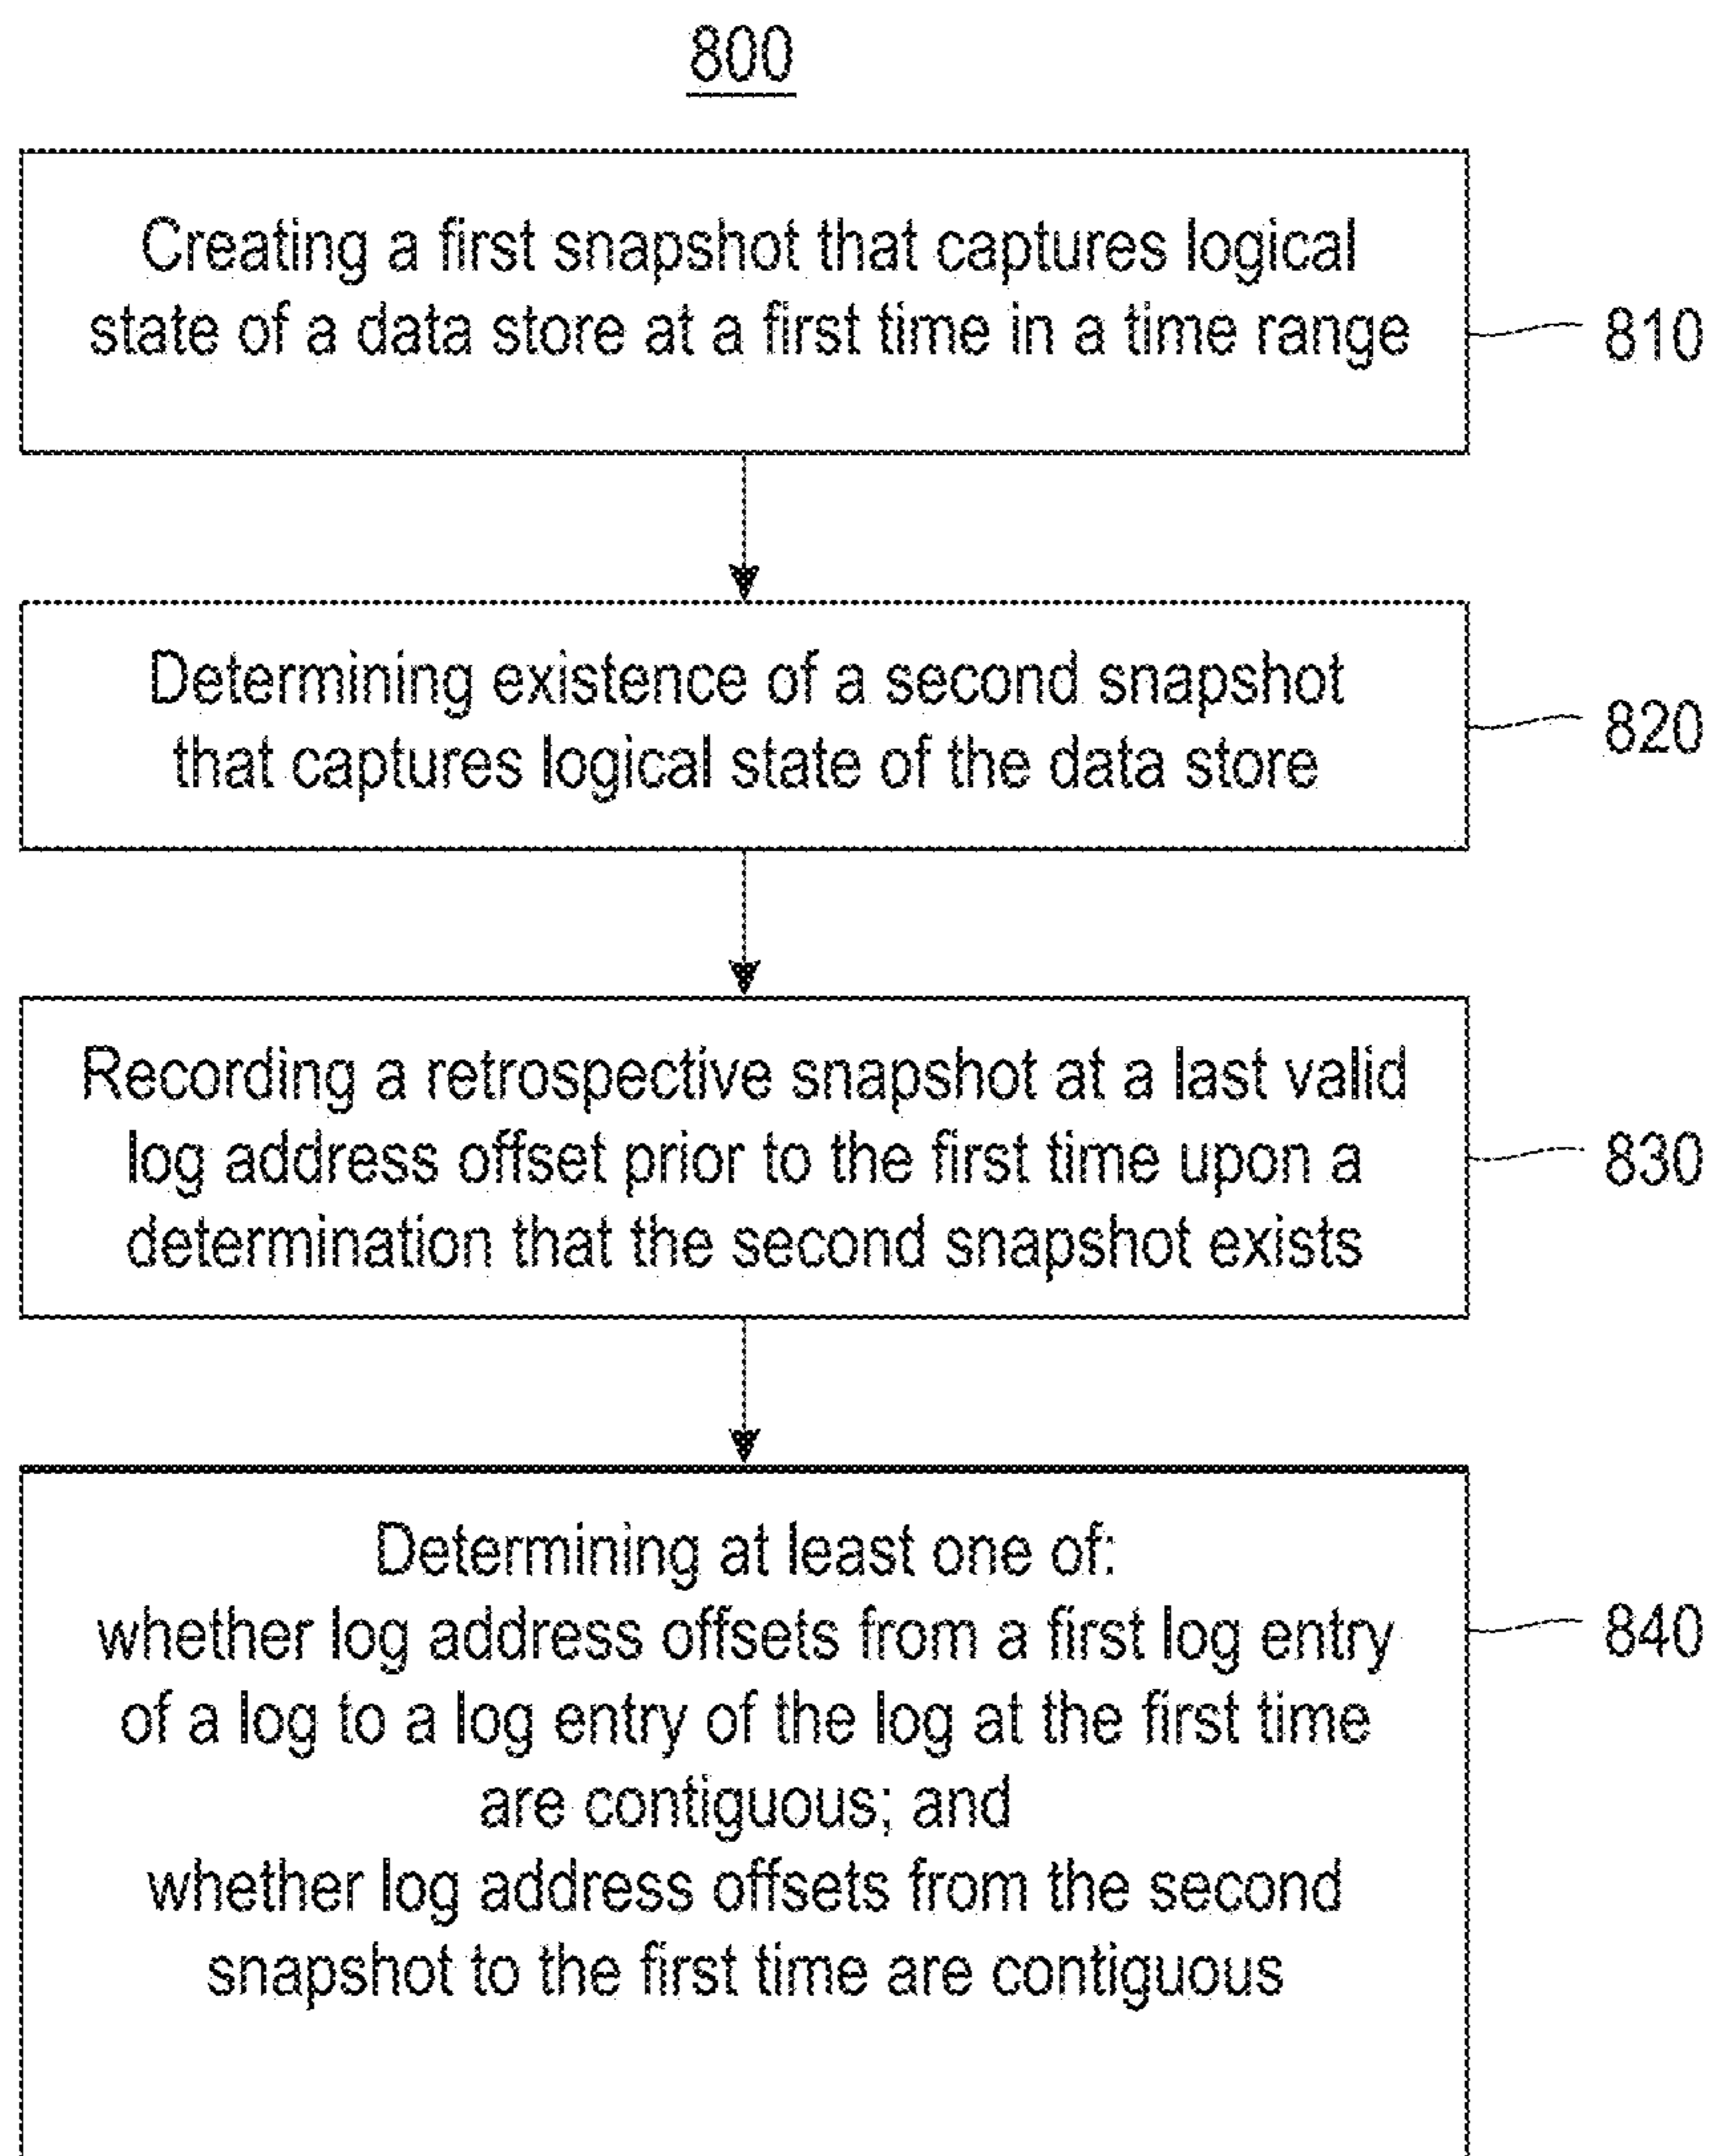 800
Creating a first snapshot that captures logical
state of a data store at a first time in a time range
810
Determining existence of a second snapshot
that captures logical state of the data store
820
Recording a retrospective snapshot at a last valid
log address offset prior to the first time upon a
determination that the second snapshot exists
830
Determining at least one of:
whether log address offsets from a first log entry
of a log to a log entry of the log at the first time
are contiguous; and
whether log address offsets from the second
snapshot to the first time are contiguous
840